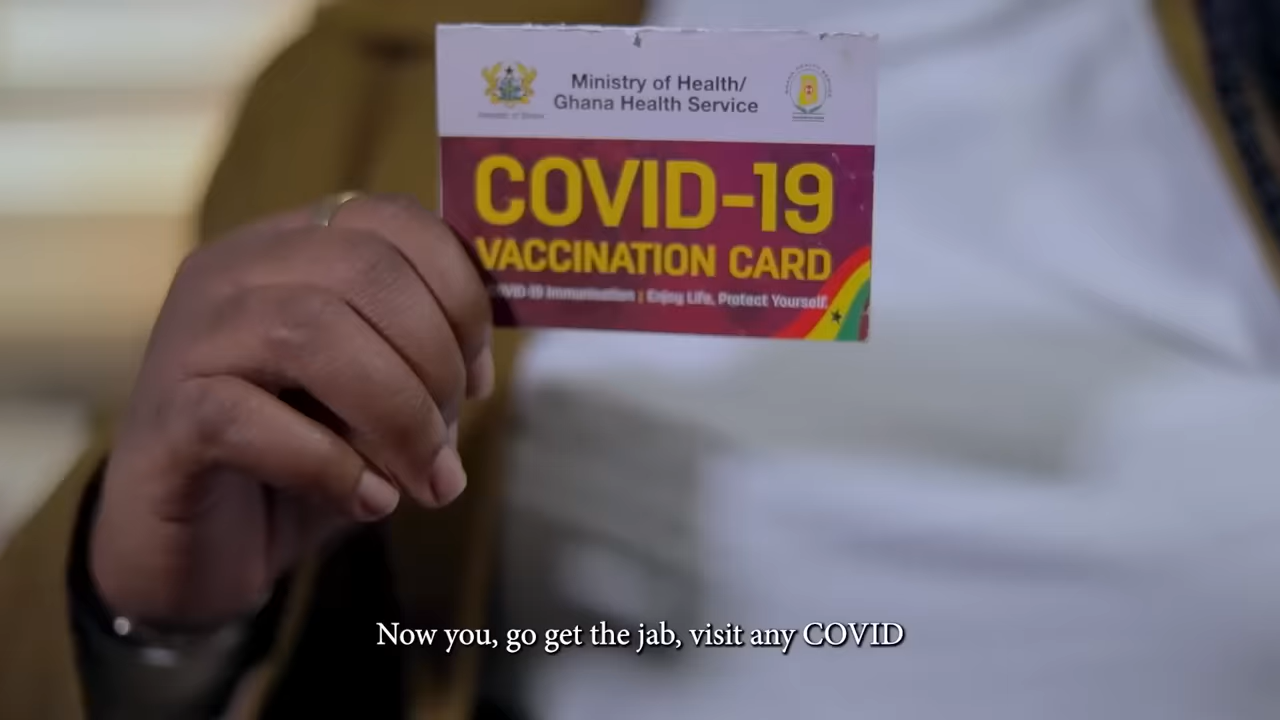 Ministry of Health/
Ghana Health Service
COVID-19
VACCINATION CARD
COVID-19 Immunisation | Enjoy Life, Protect Yourself.
Now you, go get the jab, visit any COVID